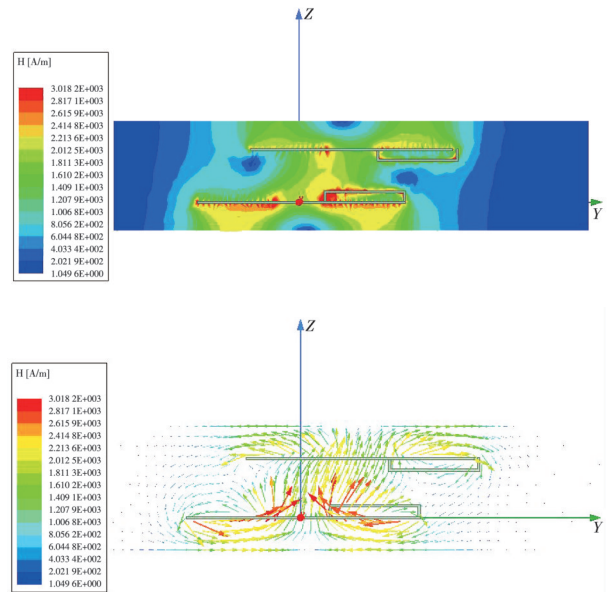 Z
H [A/m]
3.018 2E+003
2.817 1E+003
2.615 9E+003
2.414 8E+003
2.213 6E+003
2.012 5E+003
1.811 3E+003
1.610 2E+003
1.409 1E+003
1.207 9E+003
1.006 8E+003
8.056 2E+002
6.044 8E+002
4.033 4E+002
2.021 9E+002
1.049 6E+000
Y
Z
H [A/m]
3.018 2E+003
2.817 1E+003
2.615 9E+003
2.414 8E+003
2.213 6E+003
2.012 5E+003
1.811 3E+003
1.610 2E+003
1.409 1E+003
1.207 9E+003
1.006 8E+003
8.056 2E+002
6.044 8E+002
4.033 4E+002
2.021 9E+002
1.049 6E+000
Y